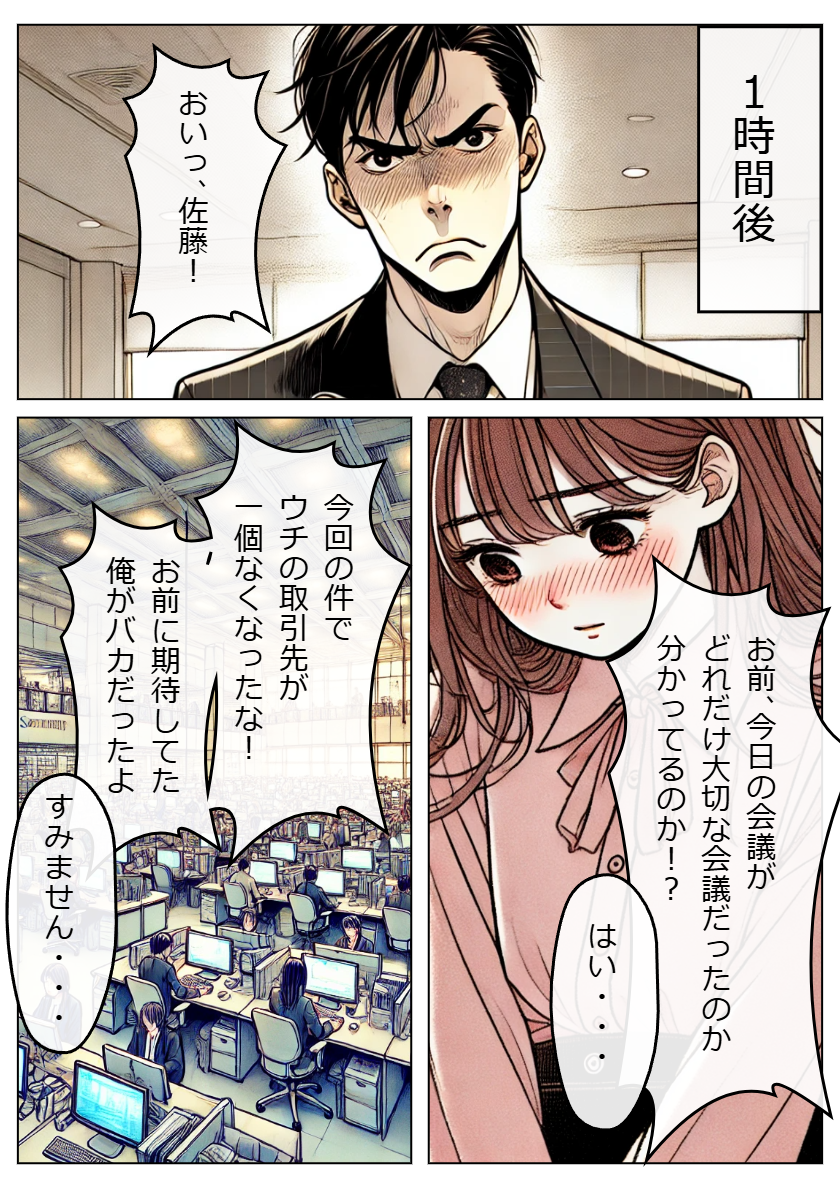 1時間後
おいっ、佐藤！
お前、今日の会議が
どれだけ大切な会議だったのか
分かってるのか！？
はい・・・
今回の件で
ウチの取引先が
一個なくなったな！
お前に期待してた
俺がバカだったよ
すみません・・・